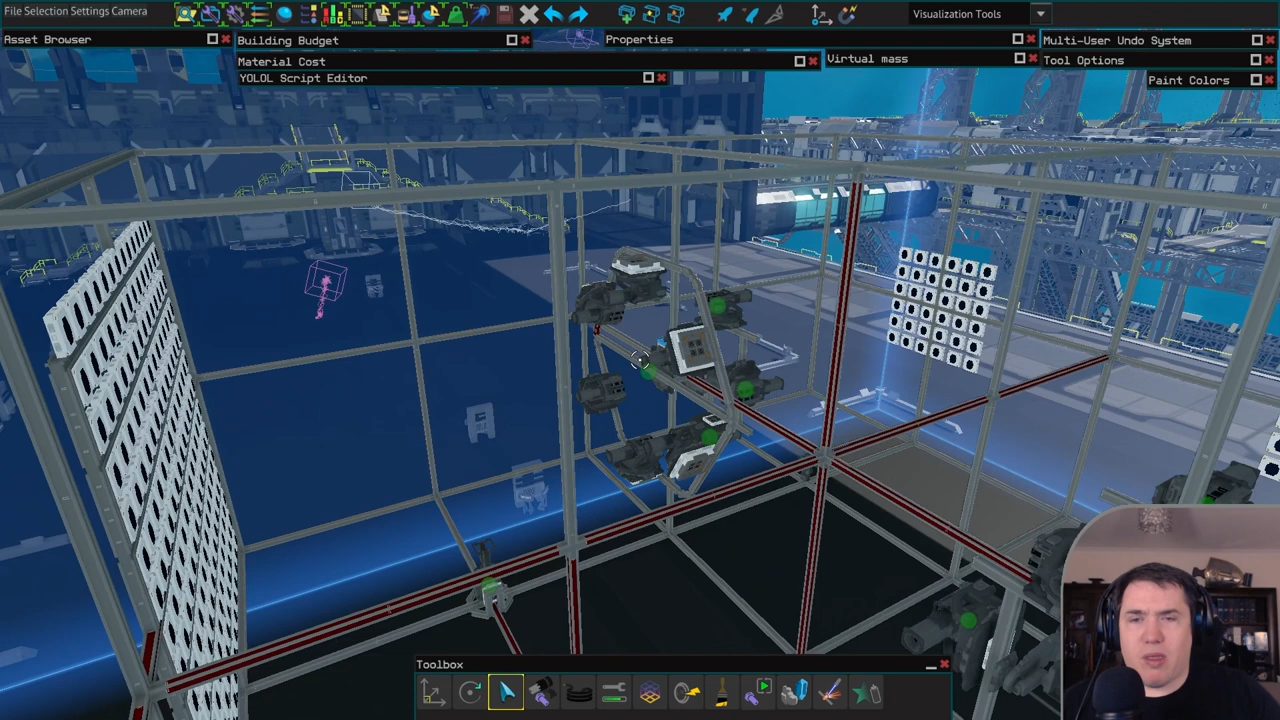 File Selection Settings Camera
Visualization Tools
Asset Browser
Building Budget
Properties
Multi-User Undo System
Material Cost
Virtual mass
Tool Options
YOLOL Script Editor
Paint Colors
Toolbox